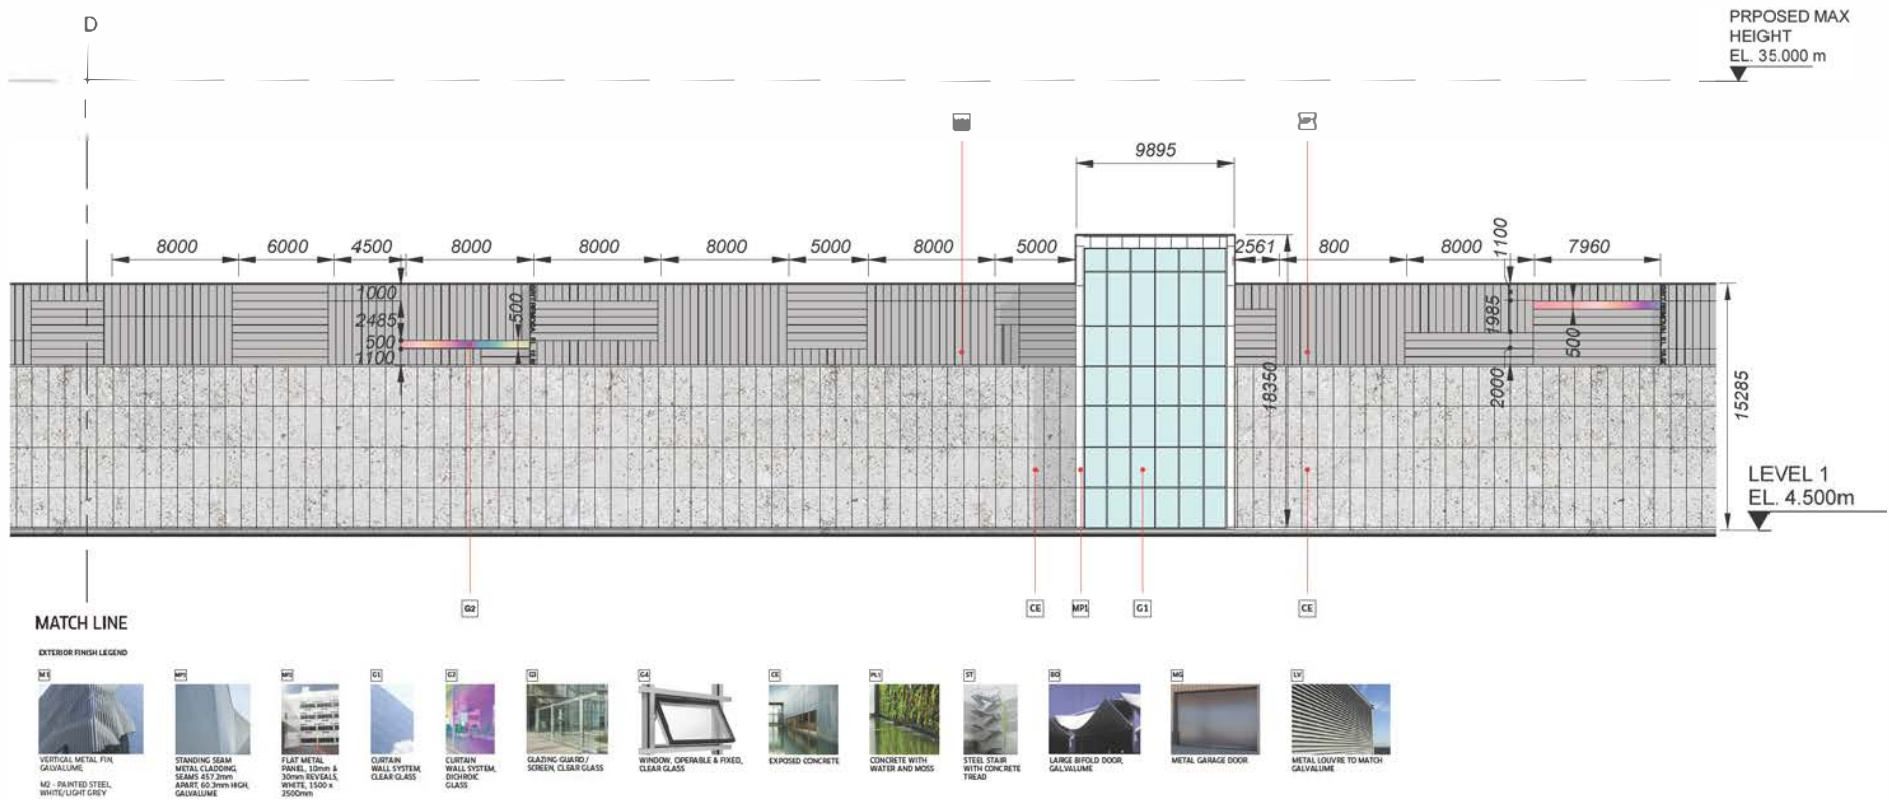 D
PRPOSED MAX
HEIGHT
EL. 35.000 m
9895
8000
6000
4500
8000
8000
8000
5000
8000
5000
2561
800
8000
1100
7960
1000
2485
500
1100
500
1985
500
2000
18350
15285
LEVEL 1
EL. 4.500m
G2
CE
MP1
G1
CE
MATCH LINE
EXTERIOR FINISH LEGEND
M1
VERTICAL METAL FIN,
GALVALUME,
M2 - PAINTED STEEL,
WHITE/LIGHT GREY
STANDING SEAM
METAL CLADDING,
SEAMS 457.2mm
APART, 60.3mm HIGH,
GALVALUME
FLAT METAL
PANEL, 10mm &
30mm REVEALS,
WHITE, 1500 x
2500mm
G1
CURTAIN
WALL SYSTEM,
CLEAR GLASS
G2
CURTAIN
WALL SYSTEM,
DICHROIC
GLASS
G3
GLAZING GUARD/
SCREEN, CLEAR GLASS
G4
WINDOW, OPERABLE & FIXED,
CLEAR GLASS
CE
EXPOSED CONCRETE
PL1
CONCRETE WITH
WATER AND MOSS
ST
STEEL STAIR
WITH CONCRETE
TREAD
BD
LARGE BIFOLD DOOR,
GALVALUME
MG
METAL GARAGE DOOR
LV
METAL LOUVRE TO MATCH
GALVALUME